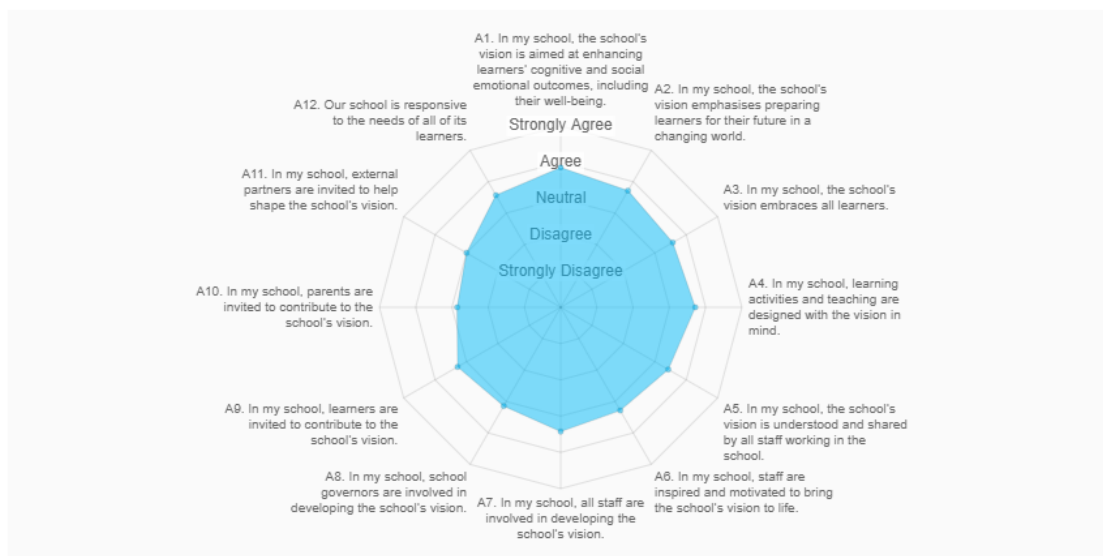 A1. In my school, the school's
vision is aimed at enhancing
learners' cognitive and social
emotional outcomes, including
their well-being.
A2. In my school, the school's
vision emphasises preparing
learners for their future in a
changing world.
A3. In my school, the school's
vision embraces all learners.
A4. In my school, learning
activities and teaching are
designed with the vision in
mind.
A5. In my school, the school's
vision is understood and shared
by all staff working in the
school.
A6. In my school, staff are
inspired and motivated to bring
the school's vision to life.
A7. In my school, all staff are
involved in developing the
school's vision.
A8. In my school, school
governors are involved in
developing the school's vision.
A9. In my school, learners are
invited to contribute to the
school's vision.
A10. In my school, parents are
invited to contribute to the
school's vision.
A11. In my school, external
partners are invited to help
shape the school's vision.
A12. Our school is responsive
to the needs of all of its
learners.
Strongly Agree
Agree
Neutral
Disagree
Strongly Disagree